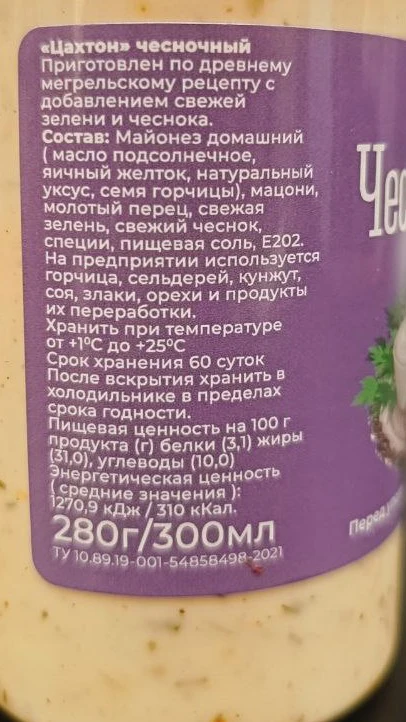 «Цахтон» чесночный
Приготовлен по древнему
мегрельскому рецепту с
добавлением свежей
зелени и чеснока.
Состав: Майонез домашний
( масло подсолнечное,
яичный желток, натуральный
уксус, семя горчицы), мацони,
молотый перец, свежая
зелень, свежий чеснок,
специи, пищевая соль, Е202.
На предприятии используется
горчица, сельдерей, кунжут,
соя, злаки, орехи и продукты
их переработки.
Хранить при температуре
от +1°С до +25°С
Срок хранения 60 суток
После вскрытия хранить в
холодильнике в пределах
срока годности.
Пищевая ценность на 100 г
продукта (г) белки (3,1) жиры
(31,0), углеводы (10,0)
Энергетическая ценность
( средние значения ):
1270,9 кДж / 310 кКал.
280г/300мл
ТУ 10.89.19-001-54858498-2021